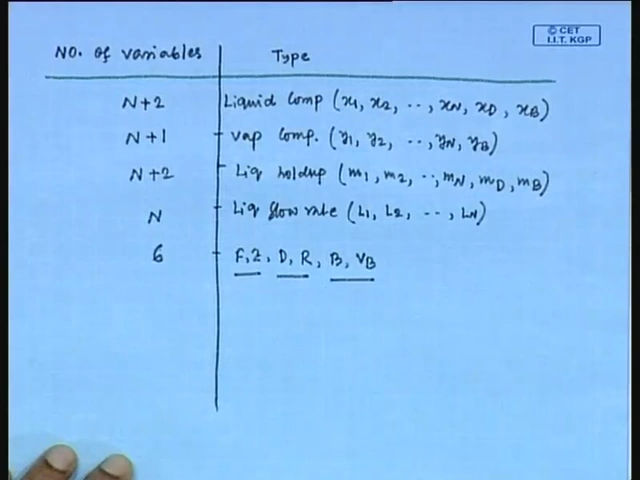 © CET
I.I.T. KGP
NO. of variables Type
N+2 Liquid Comp (x1, x2, .., xN, xD, xB)
N+1 vap comp. (y1, y2, .., yN, yB)
N+2 Liq holdup (m1, m2, .., mN, mD, mB)
N Liq flow rate (L1, L2, .., LN)
6 F, z, D, R, B, VB